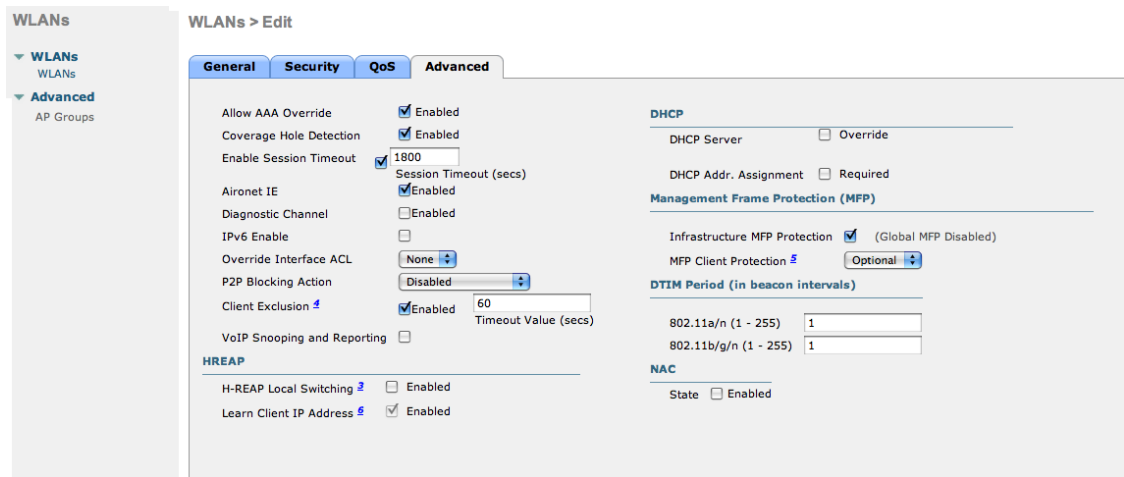 WLANs
WLANs > Edit
WLANs
WLANs
Advanced
AP Groups
General Security QoS Advanced
Allow AAA Override Enabled
Coverage Hole Detection Enabled
Enable Session Timeout 1800
Session Timeout (secs)
Aironet IE Enabled
Diagnostic Channel Enabled
IPv6 Enable
Override Interface ACL None
P2P Blocking Action Disabled
Client Exclusion 4 Enabled 60
Timeout Value (secs)
VoIP Snooping and Reporting
HREAP
H-REAP Local Switching 3 Enabled
Learn Client IP Address 6 Enabled
DHCP
DHCP Server Override
DHCP Addr. Assignment Required
Management Frame Protection (MFP)
Infrastructure MFP Protection (Global MFP Disabled)
MFP Client Protection 5 Optional
DTIM Period (in beacon intervals)
802.11a/n (1 - 255) 1
802.11b/g/n (1 - 255) 1
NAC
State Enabled